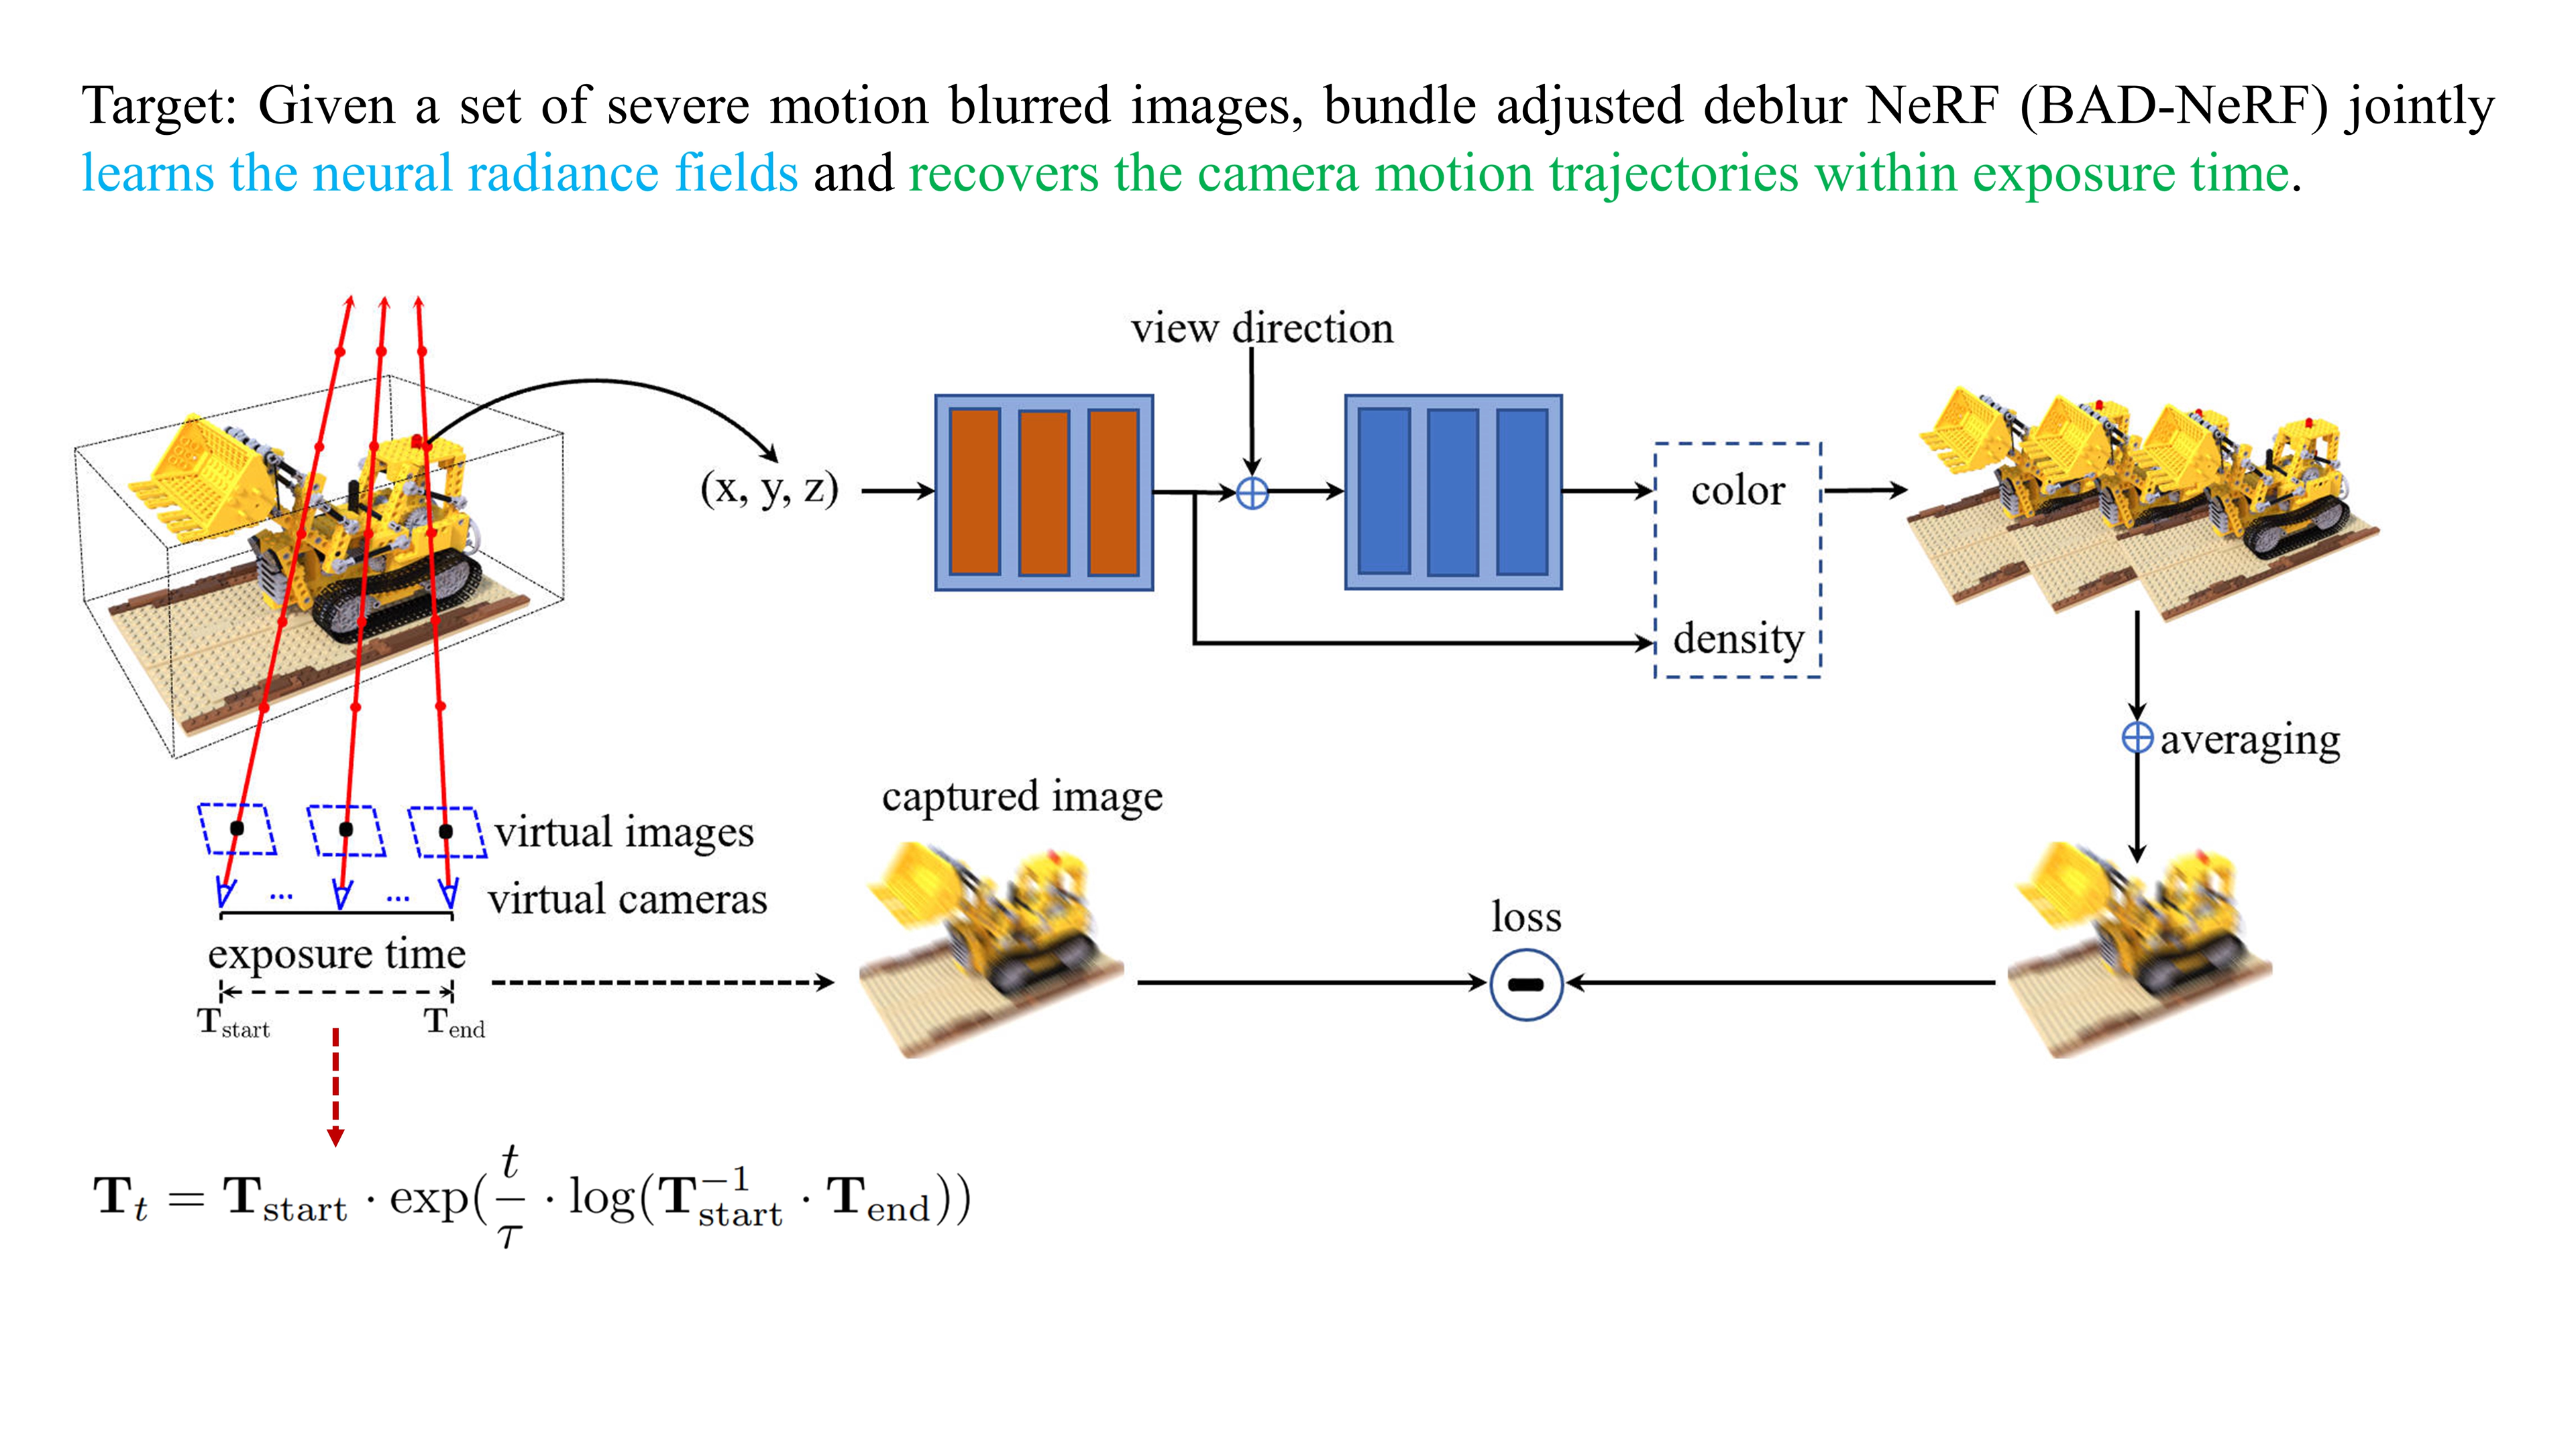 Target: Given a set of severe motion blurred images, bundle adjusted deblur NeRF (BAD-NeRF) jointly
learns the neural radiance fields and recovers the camera motion trajectories within exposure time.
view direction
(x, y, z)
color
density
averaging
virtual images
virtual cameras
exposure time
T_start
T_end
captured image
loss
T_t = T_start · exp(t/τ · log(T_start^{-1} · T_end))